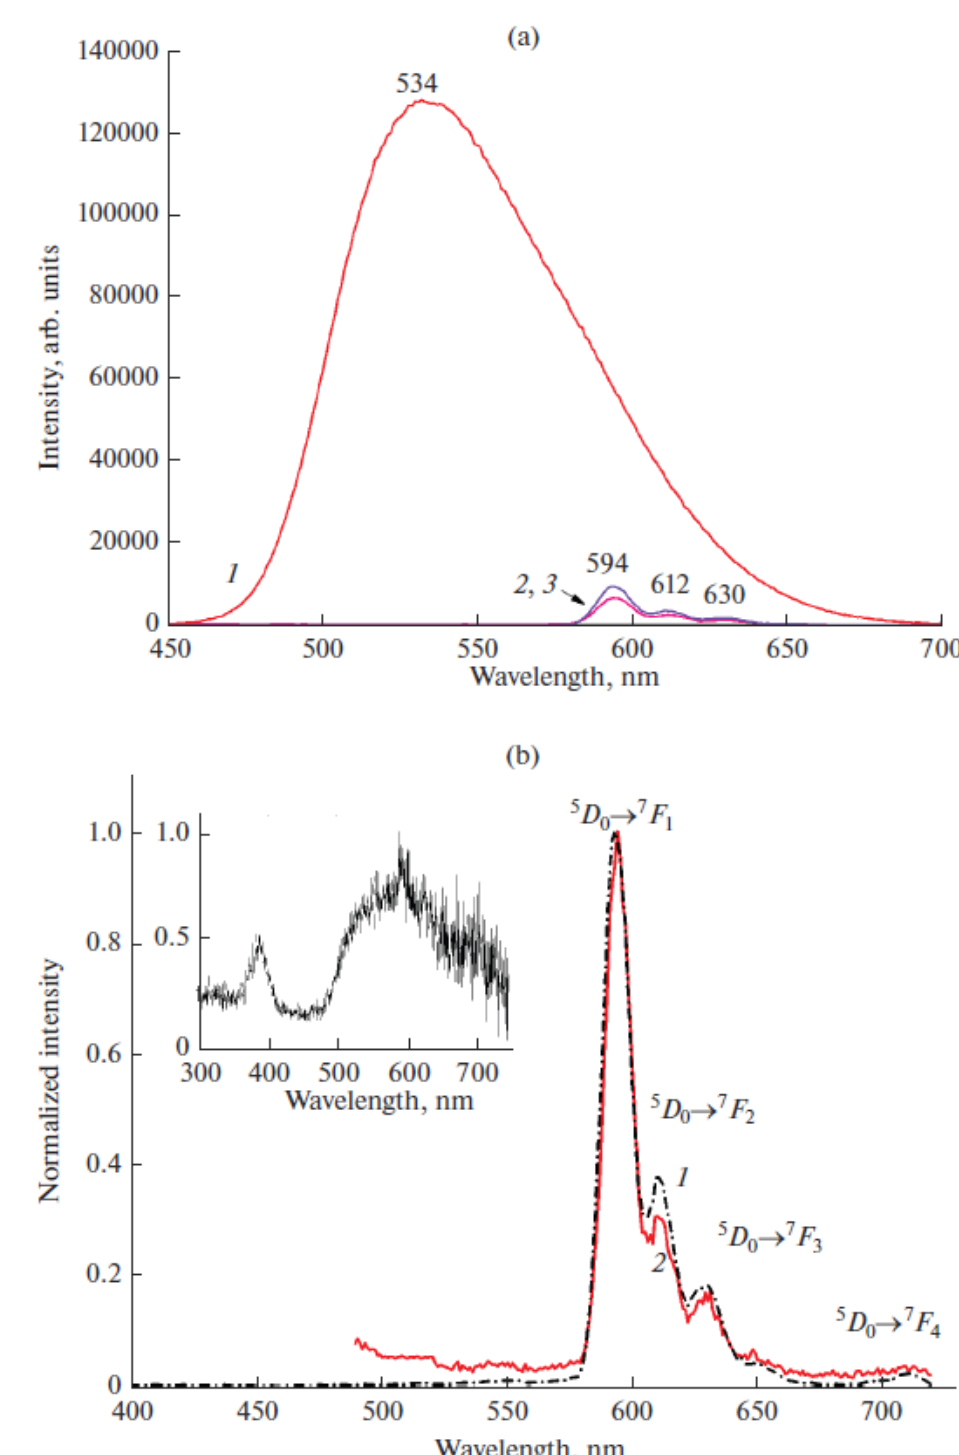 (a)
140000
120000
100000
80000
60000
40000
20000
0
Intensity, arb. units
534
1
2, 3
594
612
630
450 500 550 600 650 700
Wavelength, nm
(b)
1.0
0.8
0.6
0.4
0.2
0
Normalized intensity
1.0
0.5
0
300 400 500 600 700
Wavelength, nm
⁵D₀→⁷F₁
⁵D₀→⁷F₂
1
⁵D₀→⁷F₃
2
⁵D₀→⁷F₄
400 450 500 550 600 650 700
Wavelength, nm